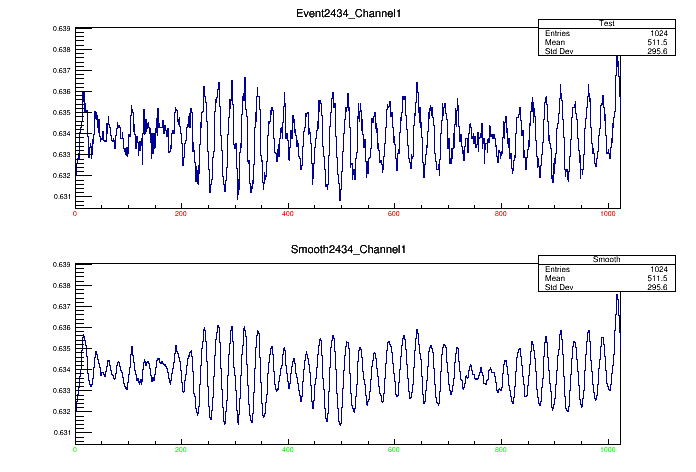 Event2434_Channel1
Test
Entries 1024
Mean 511.5
Std Dev 295.6
0.639
0.638
0.637
0.636
0.635
0.634
0.633
0.632
0.631
0 200 400 600 800 1000
Smooth2434_Channel1
Smooth
Entries 1024
Mean 511.5
Std Dev 295.6
0.639
0.638
0.637
0.636
0.635
0.634
0.633
0.632
0.631
0 200 400 600 800 1000